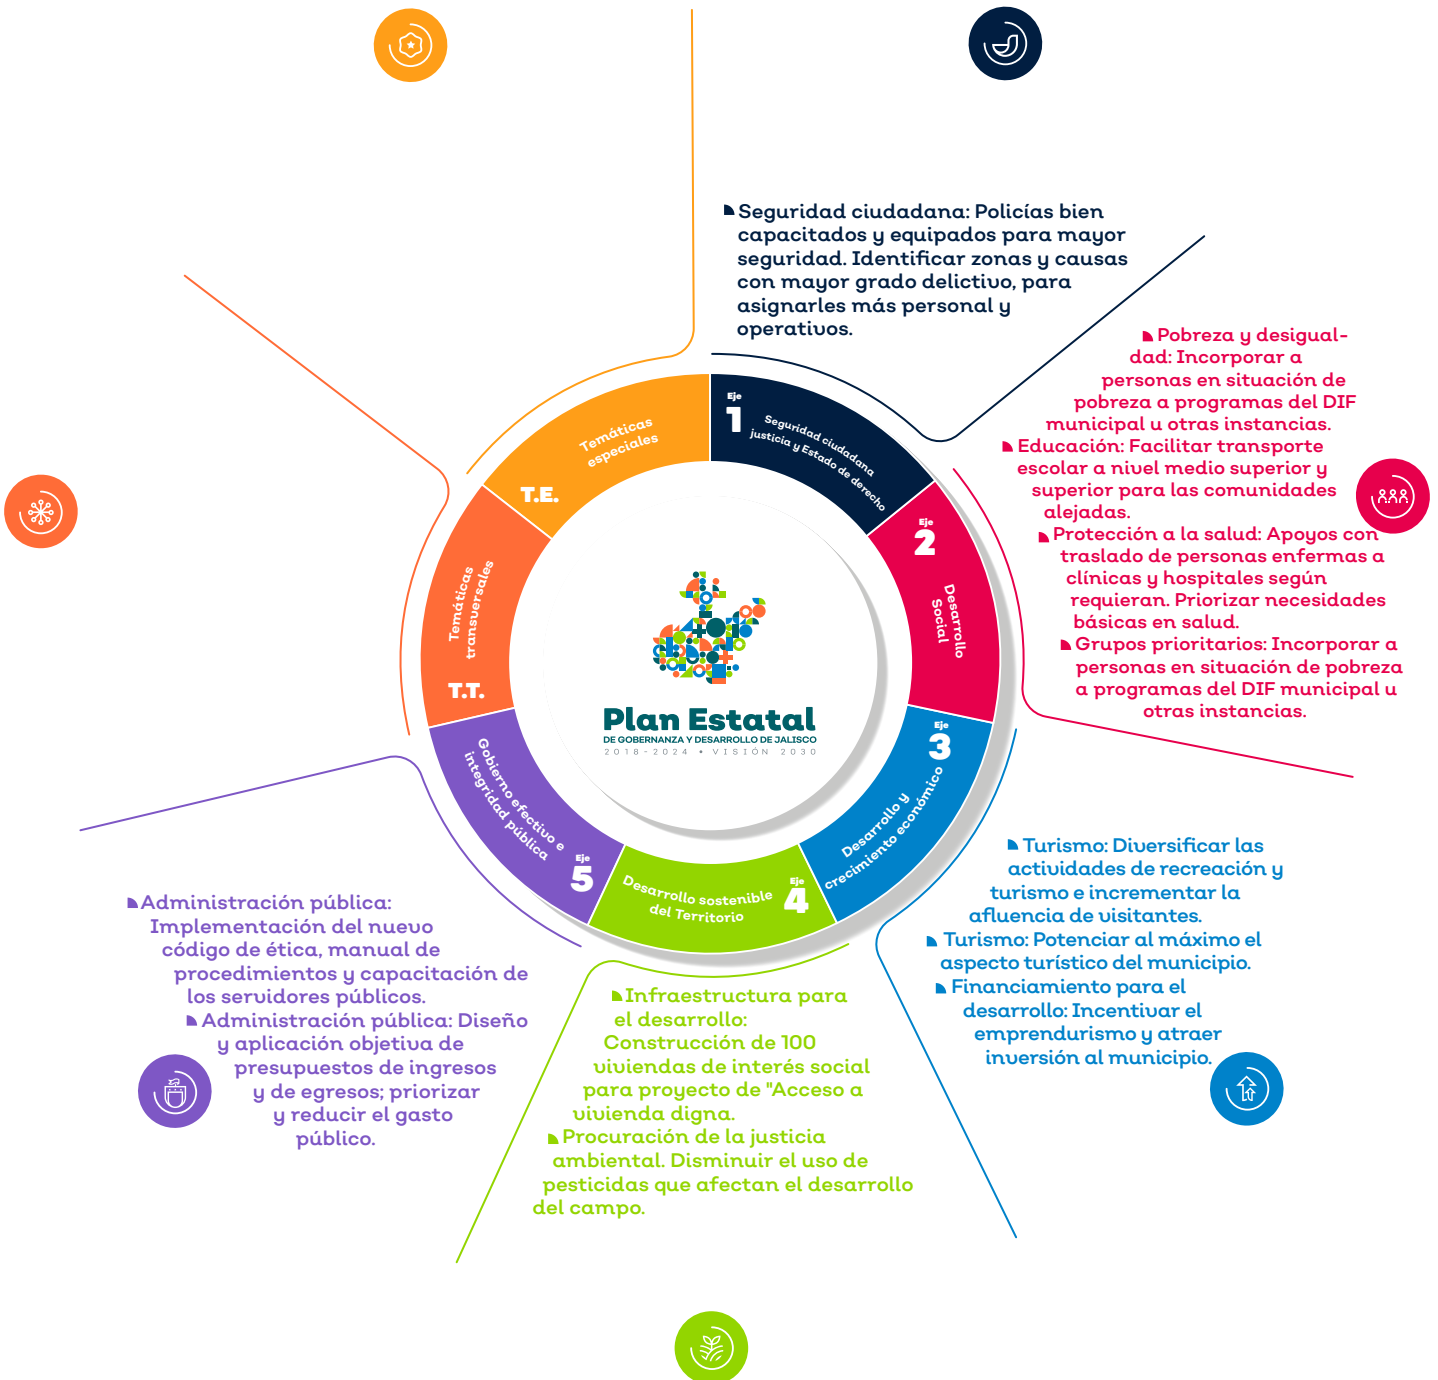 Seguridad ciudadana: Policías bien
capacitados y equipados para mayor
seguridad. Identificar zonas y causas
con mayor grado delictivo, para
asignarles más personal y
operativos.
Pobreza y desigual-
dad: Incorporar a
personas en situación de
pobreza a programas del DIF
municipal u otras instancias.
Educación: Facilitar transporte
escolar a nivel medio superior y
superior para las comunidades
alejadas.
Protección a la salud: Apoyos con
traslado de personas enfermas a
clínicas y hospitales según
requieran. Priorizar necesidades
básicas en salud.
Grupos prioritarios: Incorporar a
personas en situación de pobreza
a programas del DIF municipal u
otras instancias.
Turismo: Diversificar las
actividades de recreación y
turismo e incrementar la
afluencia de visitantes.
Turismo: Potenciar al máximo el
aspecto turístico del municipio.
Financiamiento para el
desarrollo: Incentivar el
emprendurismo y atraer
inversión al municipio.
Infraestructura para
el desarrollo:
Construcción de 100
viviendas de interés social
para proyecto de "Acceso a
vivienda digna.
Procuración de la justicia
ambiental. Disminuir el uso de
pesticidas que afectan el desarrollo
del campo.
Administración pública:
Implementación del nuevo
código de ética, manual de
procedimientos y capacitación de
los servidores públicos.
Administración pública: Diseño
y aplicación objetiva de
presupuestos de ingresos
y de egresos; priorizar
y reducir el gasto
público.
Eje
1
Seguridad ciudadana
justicia y Estado de derecho
Eje
2
Desarrollo
Social
Eje
3
Desarrollo y
crecimiento económico
Eje
4
Desarrollo sostenible
del Territorio
Eje
5
Gobierno efectivo e
integridad pública
T.T.
Temáticas
transversales
T.E.
Temáticas
especiales
Plan Estatal
DE GOBERNANZA Y DESARROLLO DE JALISCO
2018-2024 • VISIÓN 2030